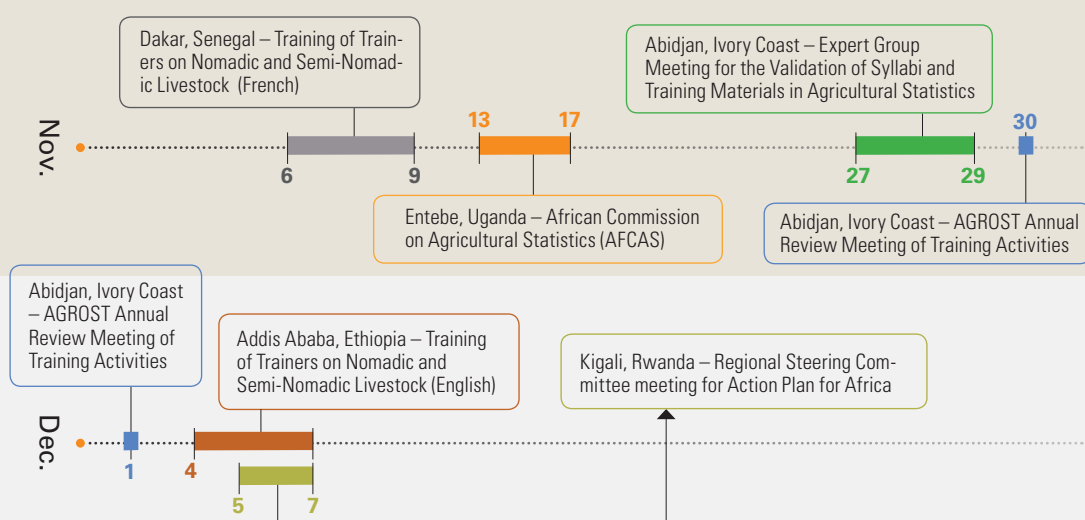 Dakar, Senegal – Training of Train-
ers on Nomadic and Semi-Nomad-
ic Livestock (French)
Abidjan, Ivory Coast – Expert Group
Meeting for the Validation of Syllabi and
Training Materials in Agricultural Statistics
Nov.
6
9
13
17
27
29
30
Entebe, Uganda – African Commission
on Agricultural Statistics (AFCAS)
Abidjan, Ivory Coast – AGROST Annual
Review Meeting of Training Activities
Abidjan, Ivory Coast
– AGROST Annual
Review Meeting of
Training Activities
Addis Ababa, Ethiopia – Training
of Trainers on Nomadic and
Semi-Nomadic Livestock (English)
Kigali, Rwanda – Regional Steering Com-
mittee meeting for Action Plan for Africa
Dec.
1
4
5
7